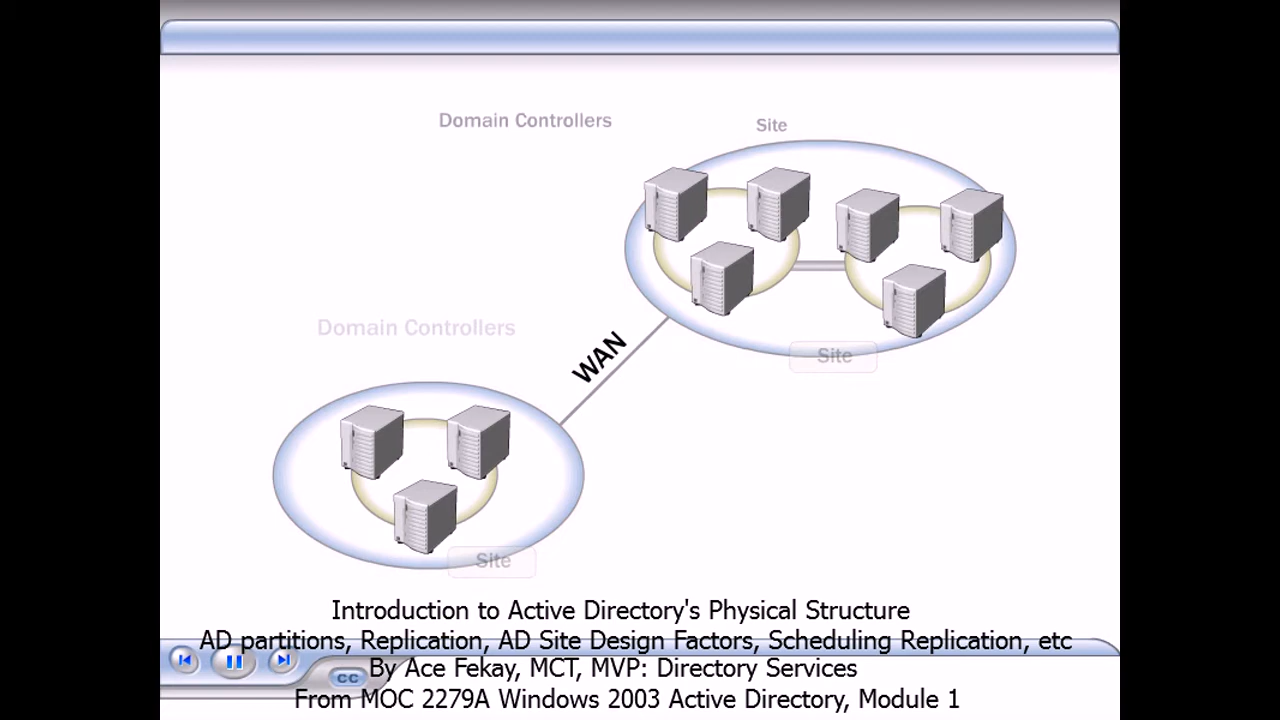 Domain Controllers
Site
WAN
Site
Domain Controllers
Site
Introduction to Active Directory's Physical Structure
AD partitions, Replication, AD Site Design Factors, Scheduling Replication, etc
By Ace Fekay, MCT, MVP: Directory Services
CC
From MOC 2279A Windows 2003 Active Directory, Module 1